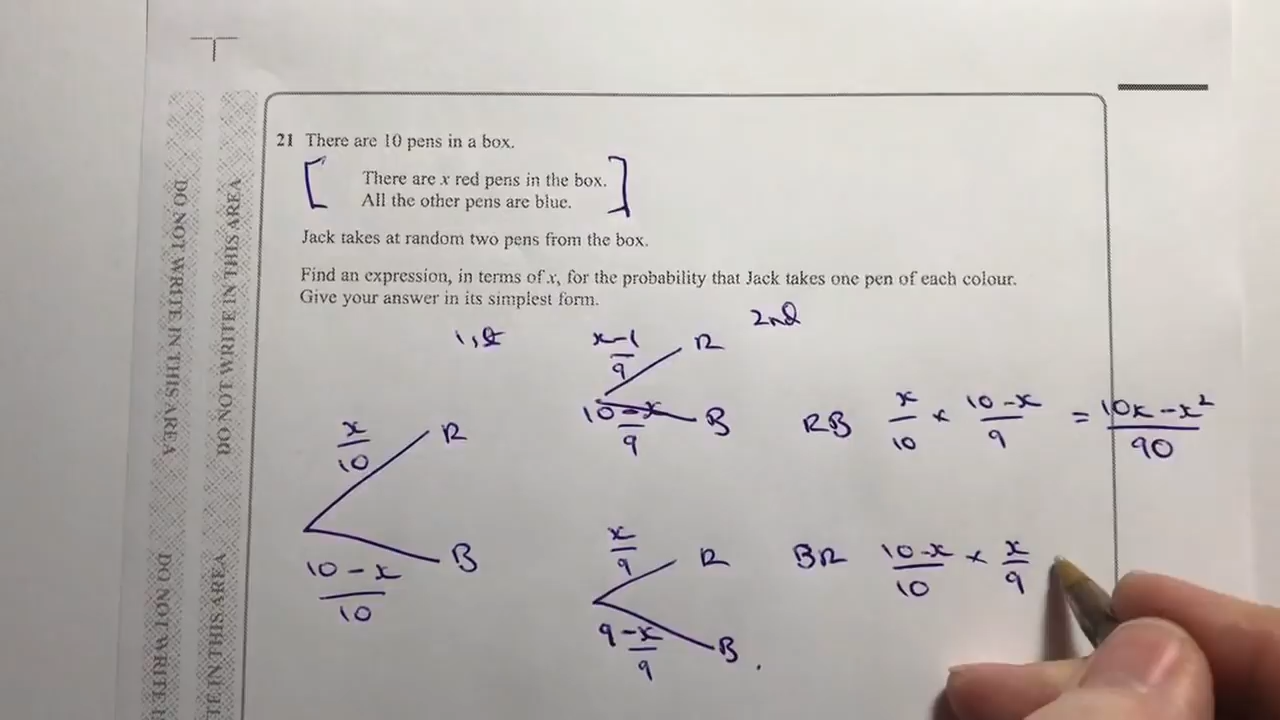 21 There are 10 pens in a box.
There are x red pens in the box.
All the other pens are blue.
Jack takes at random two pens from the box.
Find an expression, in terms of x, for the probability that Jack takes one pen of each colour.
Give your answer in its simplest form.
1st
2nd
x-1/9 R
10-x/9 B
x/10 R
10-x/10 B
x/9 R
9-x/9 B
RB x/10 × 10-x/9 = 10x-x²/90
BR 10-x/10 × x/9
DO NOT WRITE IN THIS AREA
DO NOT WRITE IN THIS AREA
DO NOT WRITE I
TE IN THIS AREA